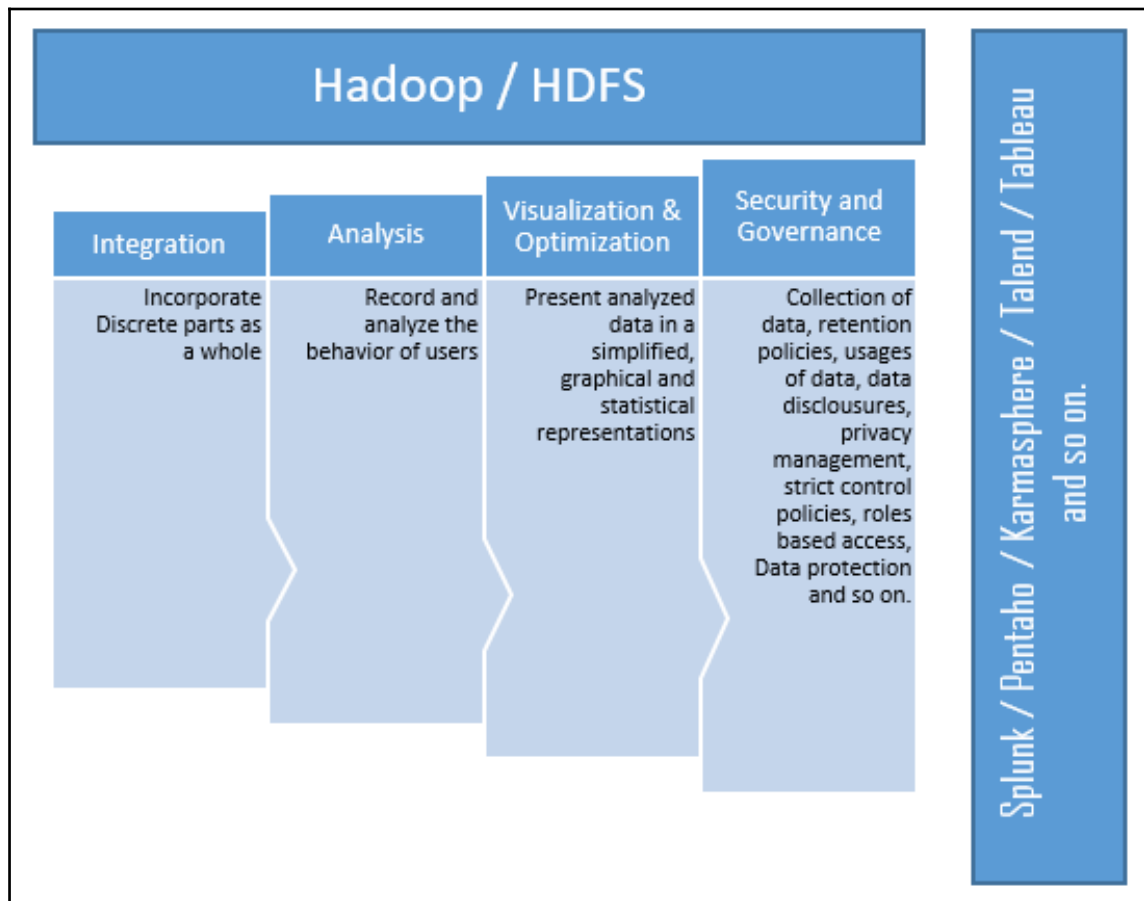 Hadoop / HDFS
Integration
Incorporate
Discrete parts as
a whole
Analysis
Record and
analyze the
behavior of users
Visualization &
Optimization
Present analyzed
data in a
simplified,
graphical and
statistical
representations
Security and
Governance
Collection of
data, retention
policies, usages
of data, data
disclousures,
privacy
management,
strict control
policies, roles
based access,
Data protection
and so on.
Splunk / Pentaho / Karmasphere / Talend / Tableau
and so on.